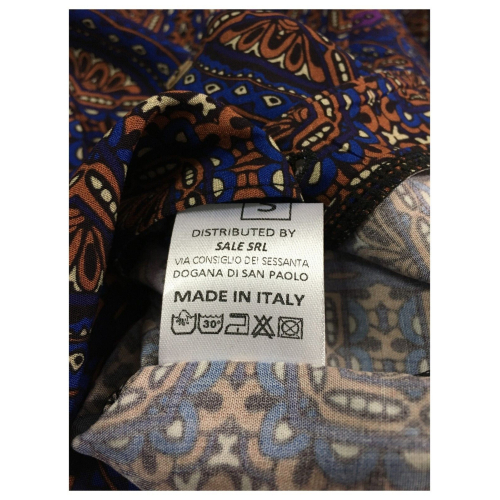 S
DISTRIBUTED BY
SALE SRL
VIA CONSIGLIO DEI SESSANTA
DOGANA DI SAN PAOLO
MADE IN ITALY
30°